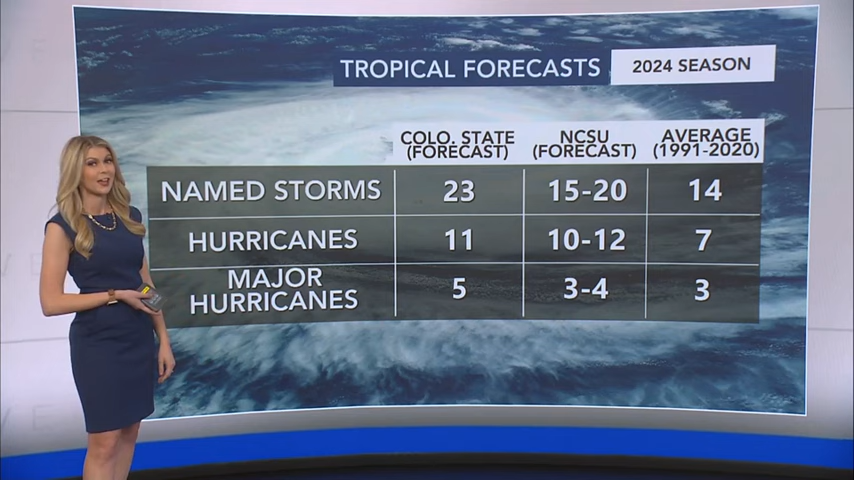 TROPICAL FORECASTS 2024 SEASON
COLO. STATE NCSU AVERAGE
(FORECAST) (FORECAST) (1991-2020)
NAMED STORMS 23 15-20 14
HURRICANES 11 10-12 7
MAJOR
HURRICANES 5 3-4 3